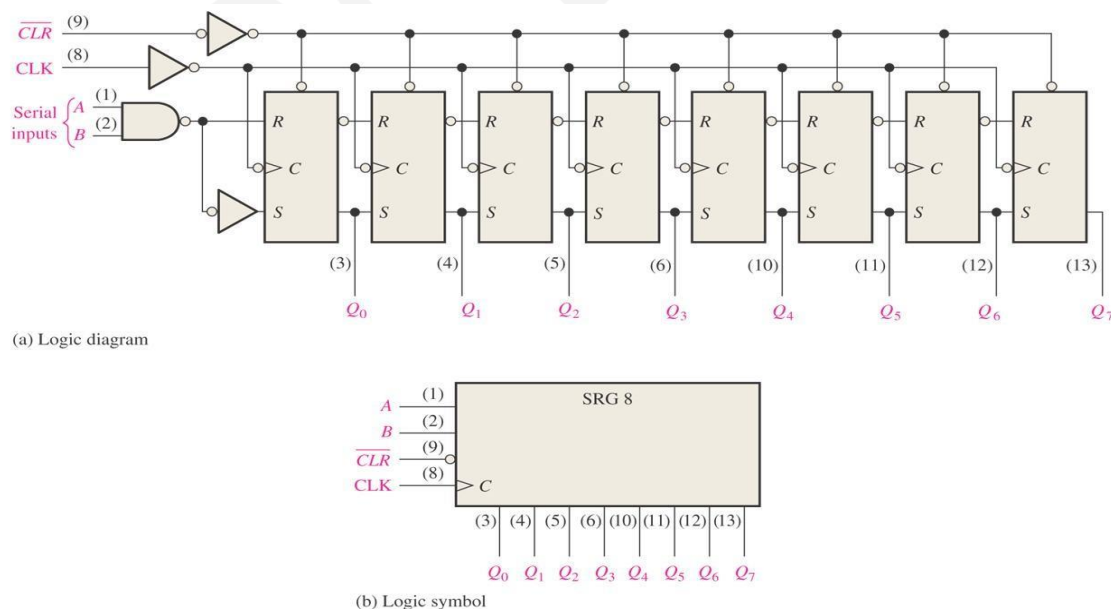 CLR (9)
CLK (8)
Serial inputs { A (1)
B (2)
R R R R R R R R
C C C C C C C C
S S S S S S S S
(3) (4) (5) (6) (10) (11) (12) (13)
Q0 Q1 Q2 Q3 Q4 Q5 Q6 Q7
(a) Logic diagram
SRG 8
A (1)
B (2)
CLR (9)
CLK (8) C
(3) (4) (5) (6) (10) (11) (12) (13)
Q0 Q1 Q2 Q3 Q4 Q5 Q6 Q7
(b) Logic symbol